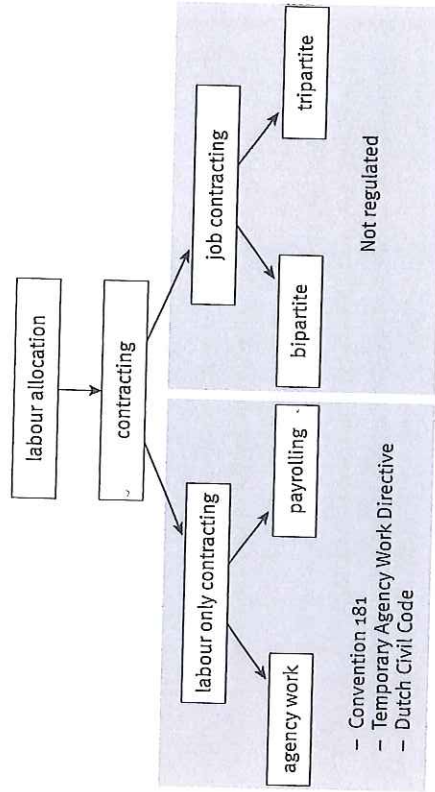 labour allocation
contracting
labour only contracting
job contracting
agency work
payrolling
bipartite
tripartite
– Convention 181
– Temporary Agency Work Directive
– Dutch Civil Code
Not regulated